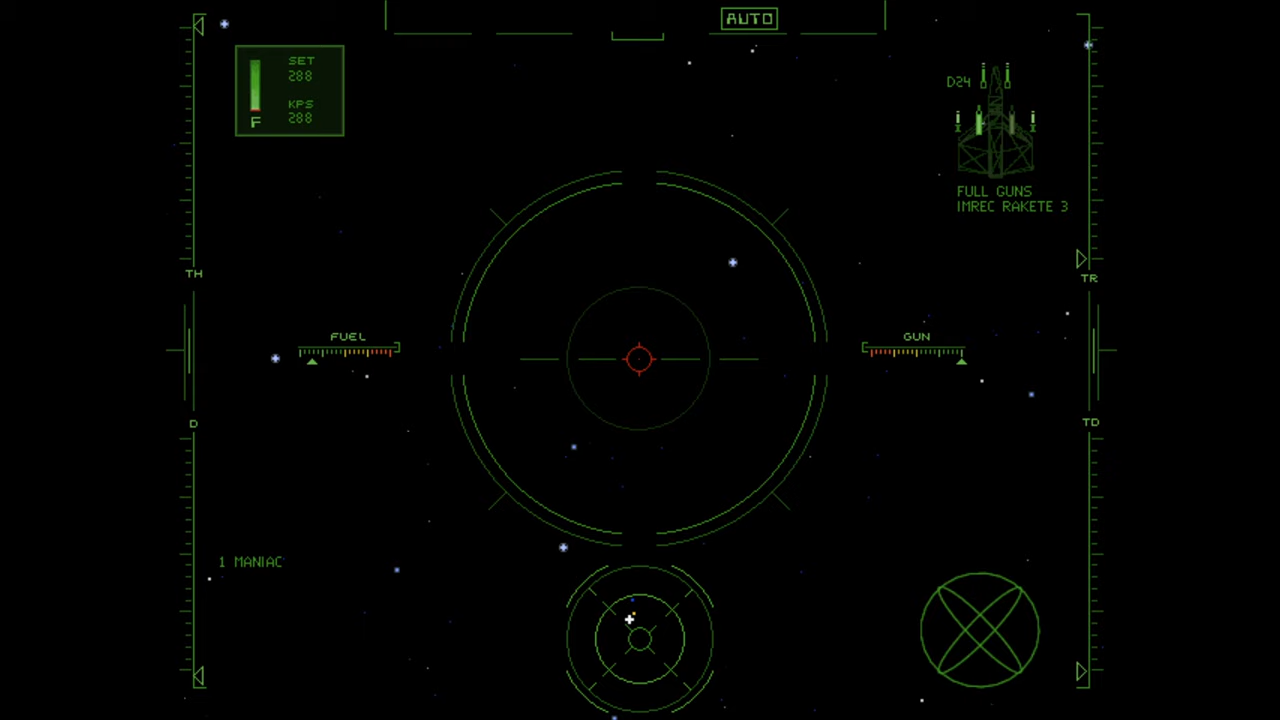 AUTO
SET
288
KPS
288
F
D24
FULL GUNS
IMREC RAKETE 3
TH
TR
FUEL
GUN
D
TD
1 MANIAC